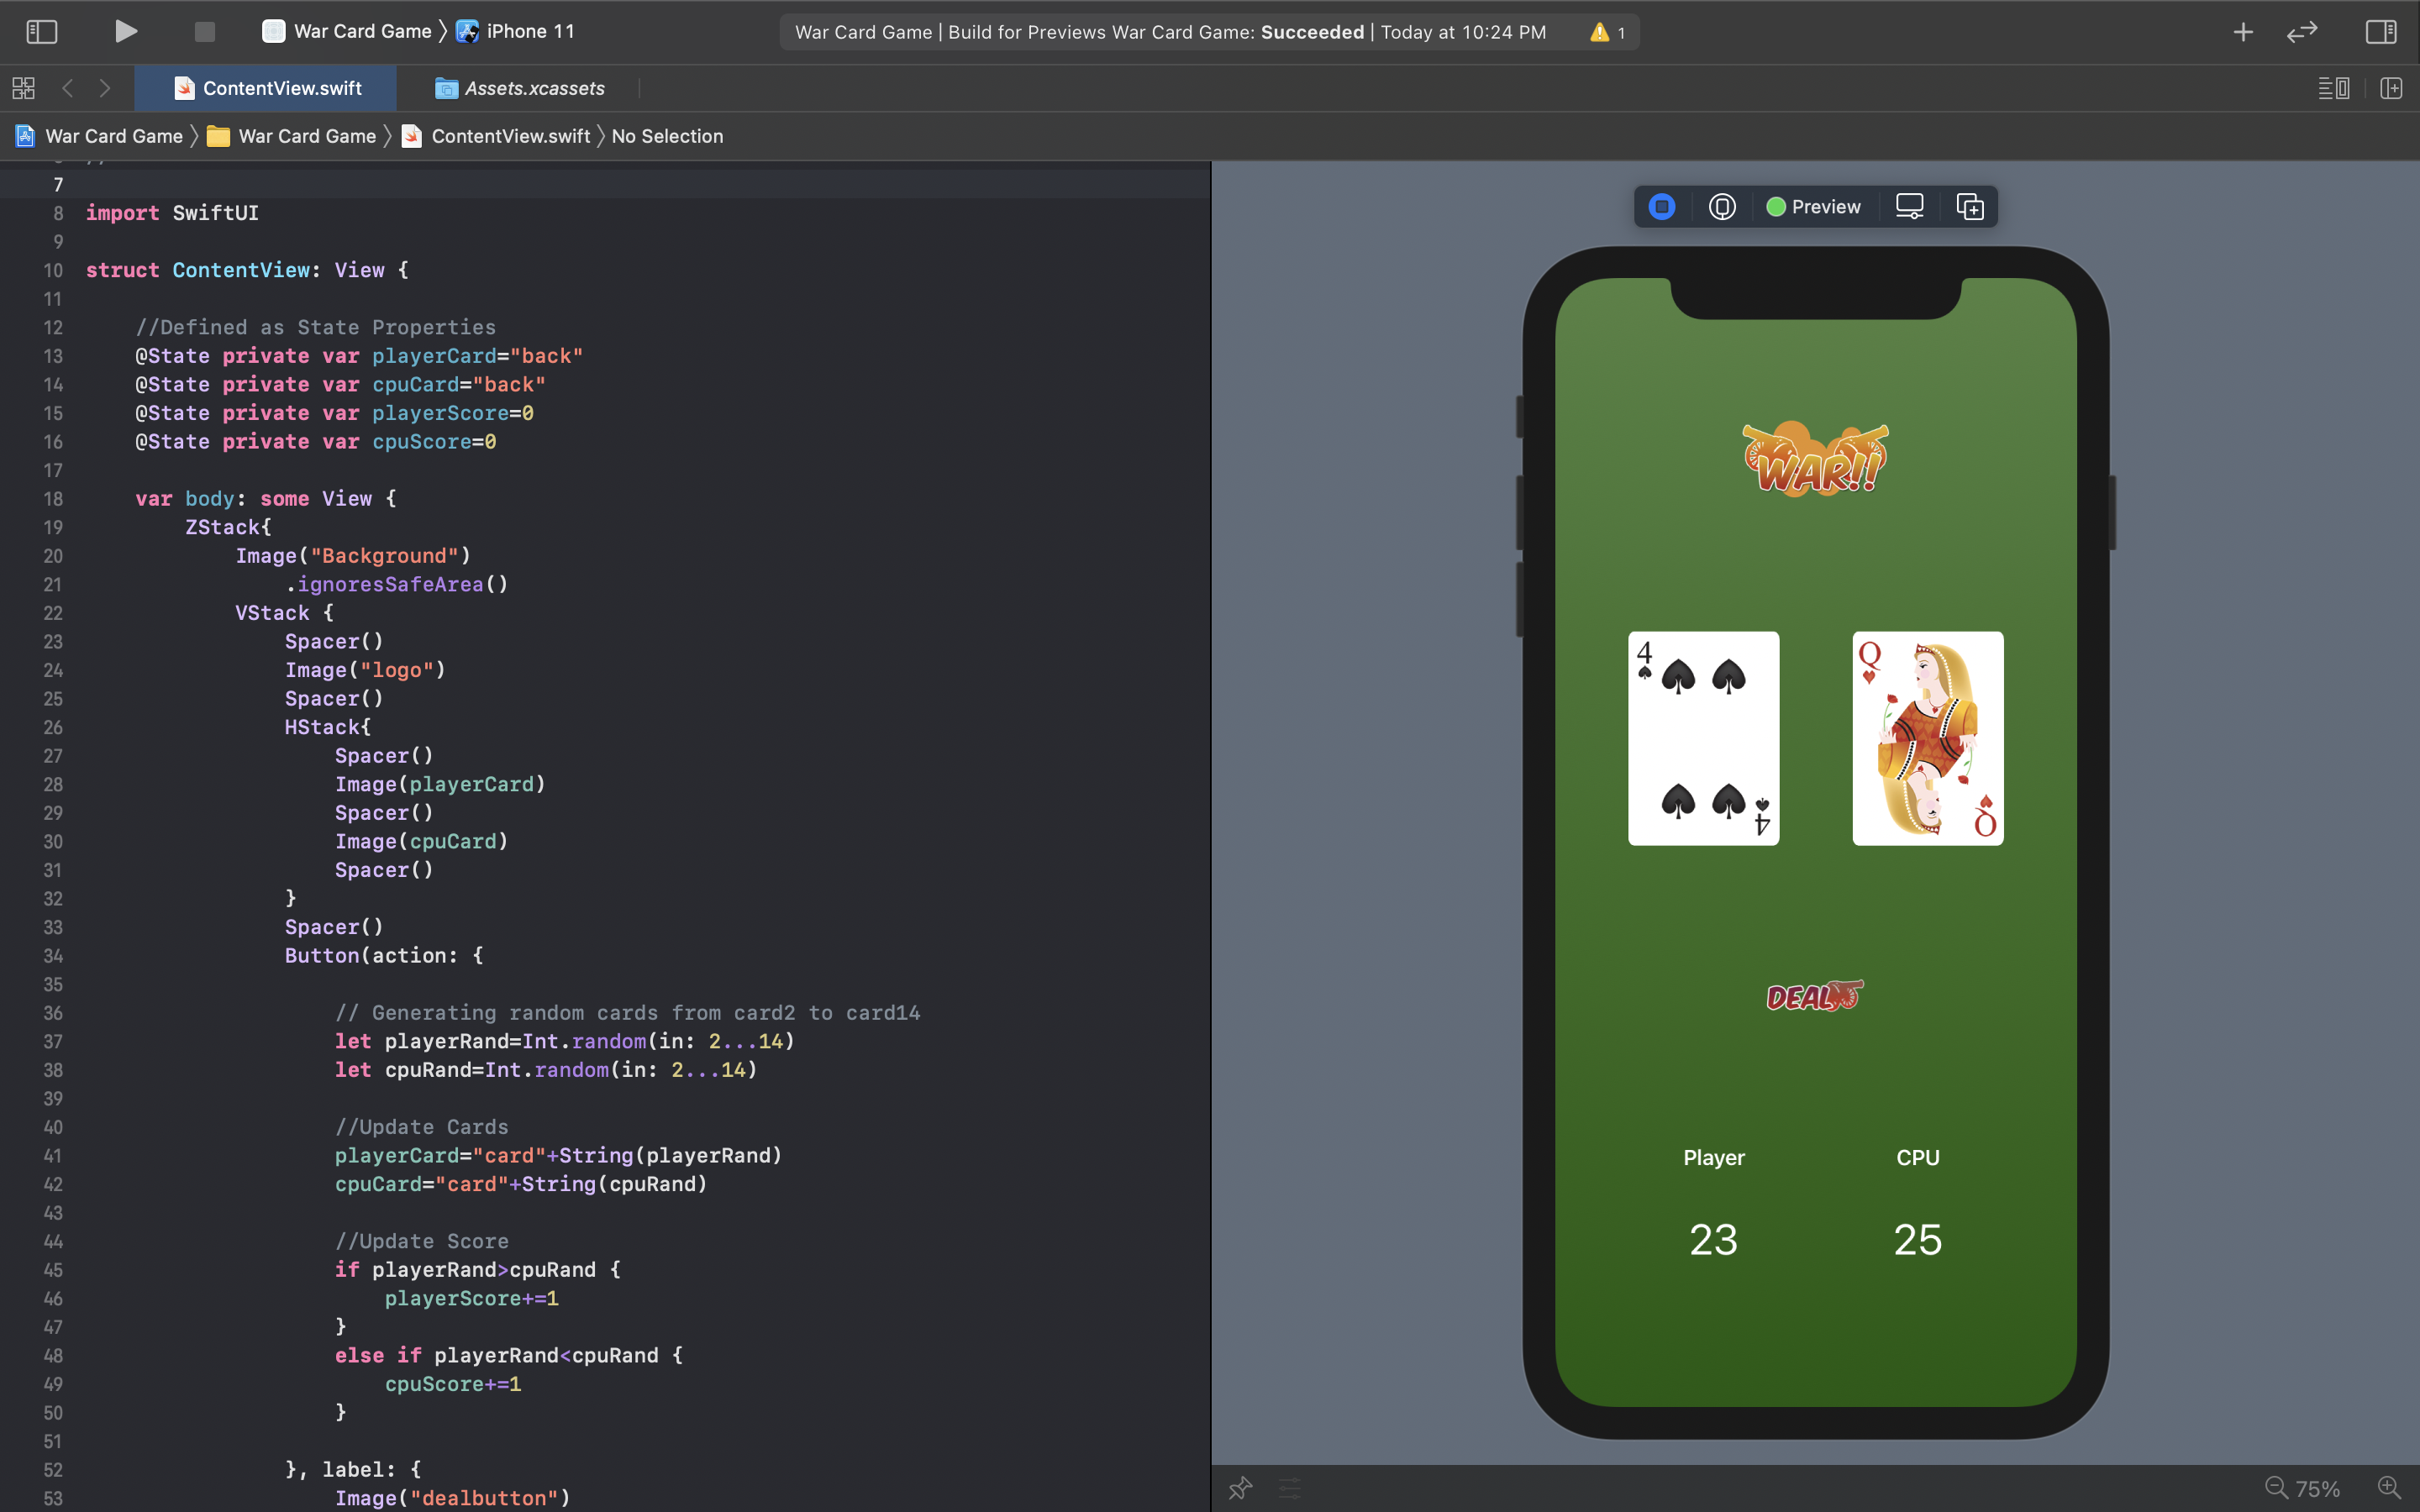 War Card Game 〉 iPhone 11
War Card Game | Build for Previews War Card Game: Succeeded | Today at 10:24 PM
1
ContentView.swift
Assets.xcassets
War Card Game 〉 War Card Game 〉 ContentView.swift 〉 No Selection
7
8 import SwiftUI
9
10 struct ContentView: View {
11
12 //Defined as State Properties
13 @State private var playerCard="back"
14 @State private var cpuCard="back"
15 @State private var playerScore=0
16 @State private var cpuScore=0
17
18 var body: some View {
19 ZStack{
20 Image("Background")
21 .ignoresSafeArea()
22 VStack {
23 Spacer()
24 Image("logo")
25 Spacer()
26 HStack{
27 Spacer()
28 Image(playerCard)
29 Spacer()
30 Image(cpuCard)
31 Spacer()
32 }
33 Spacer()
34 Button(action: {
35
36 // Generating random cards from card2 to card14
37 let playerRand=Int.random(in: 2...14)
38 let cpuRand=Int.random(in: 2...14)
39
40 //Update Cards
41 playerCard="card"+String(playerRand)
42 cpuCard="card"+String(cpuRand)
43
44 //Update Score
45 if playerRand>cpuRand {
46 playerScore+=1
47 }
48 else if playerRand<cpuRand {
49 cpuScore+=1
50 }
51
52 }, label: {
53 Image("dealbutton")
Preview
WAR!!
4
Q
4
Q
DEAL
Player CPU
23 25
75%